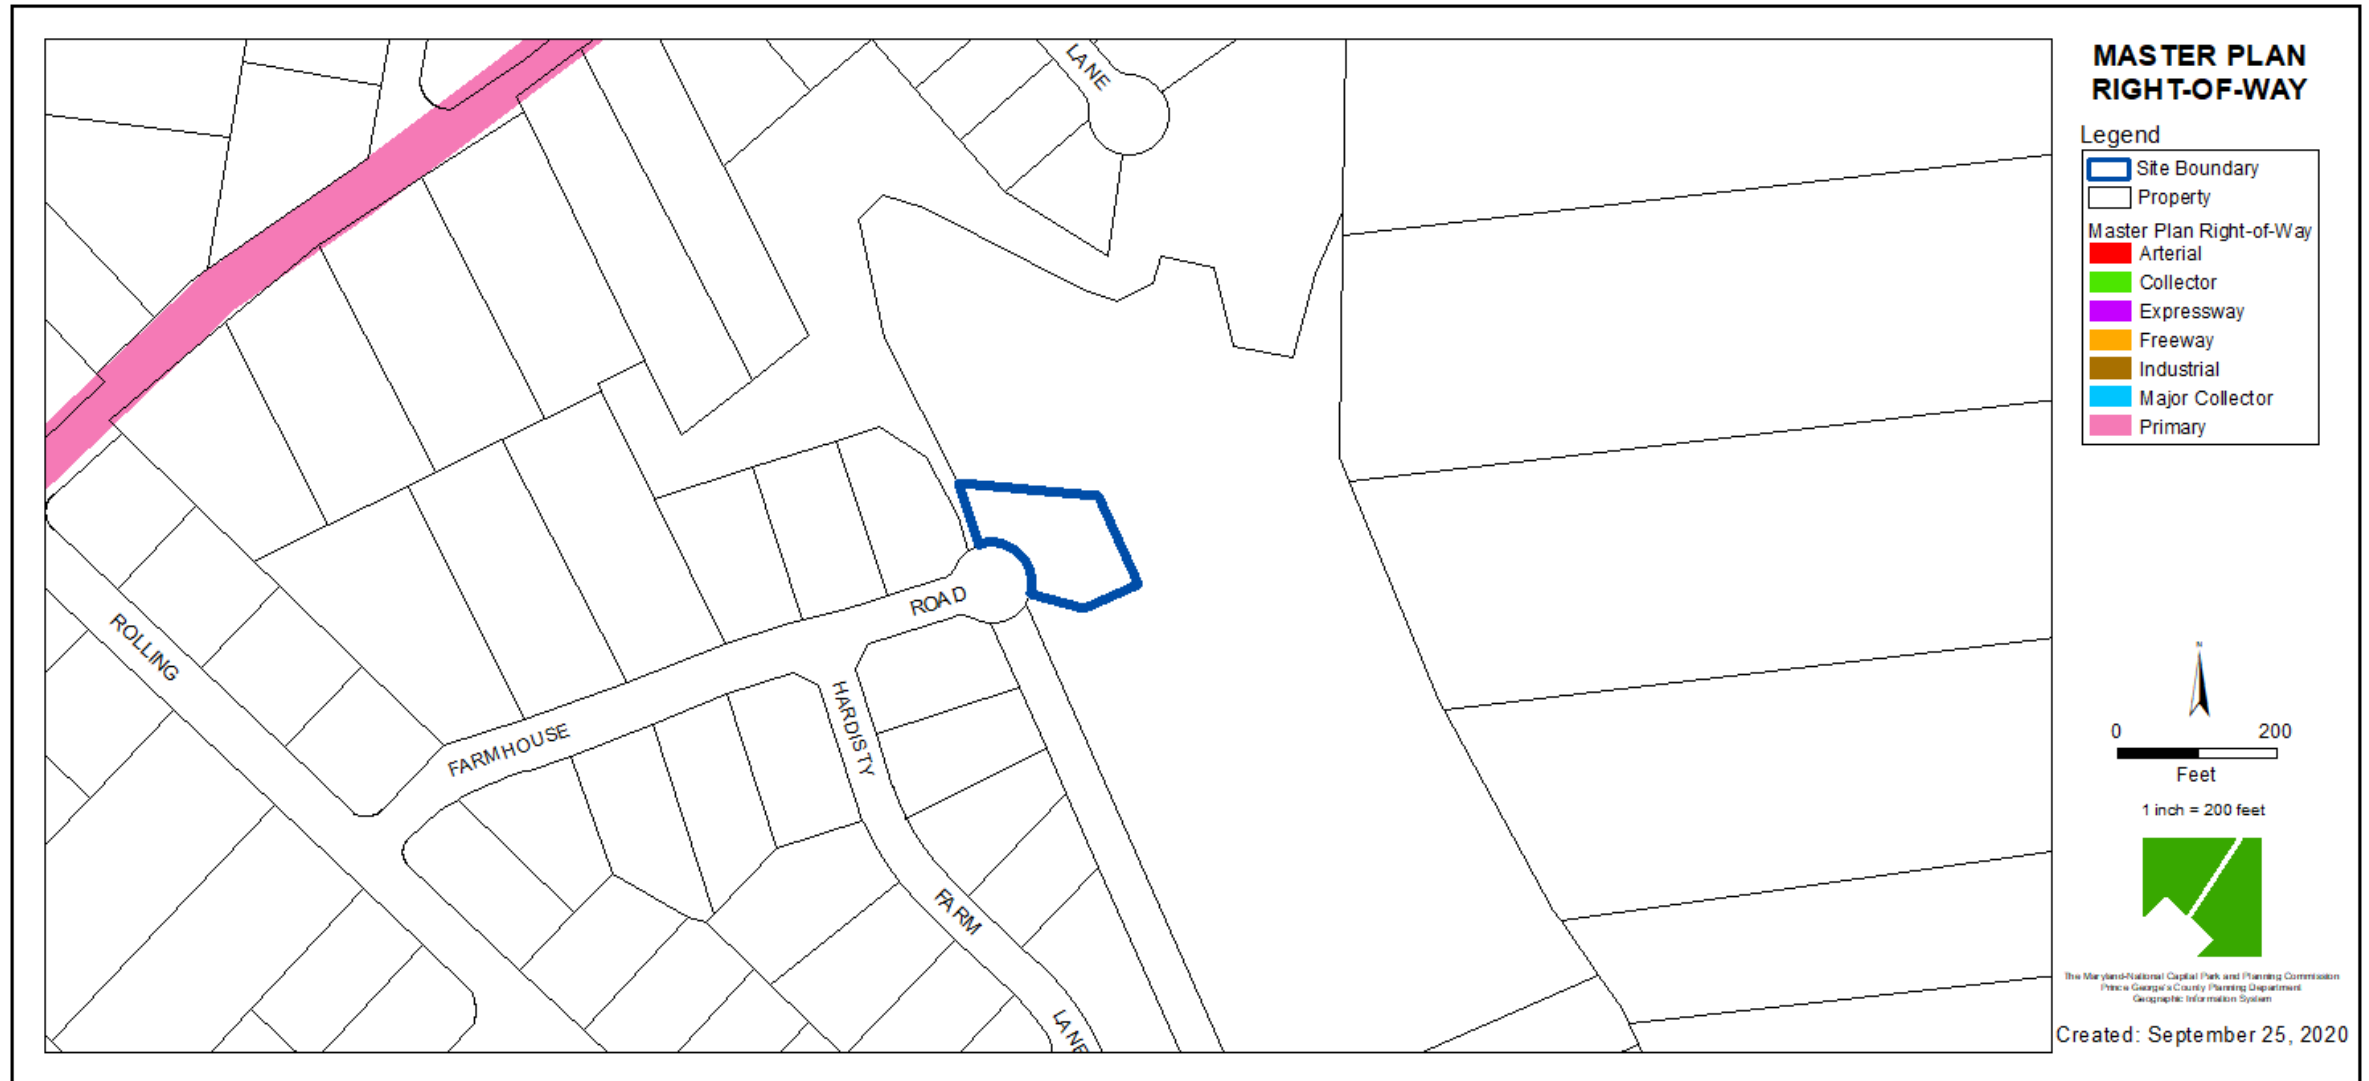 MASTER PLAN
RIGHT-OF-WAY
Legend
Site Boundary
Property
Master Plan Right-of-Way
Arterial
Collector
Expressway
Freeway
Industrial
Major Collector
Primary
LANE
ROAD
ROLLING
HARDISTY
FARMHOUSE
FARM
LANE
N
0 200
Feet
1 inch = 200 feet
The Maryland-National Capital Park and Planning Commission
Prince George's County Planning Department
Geographic Information System
Created: September 25, 2020